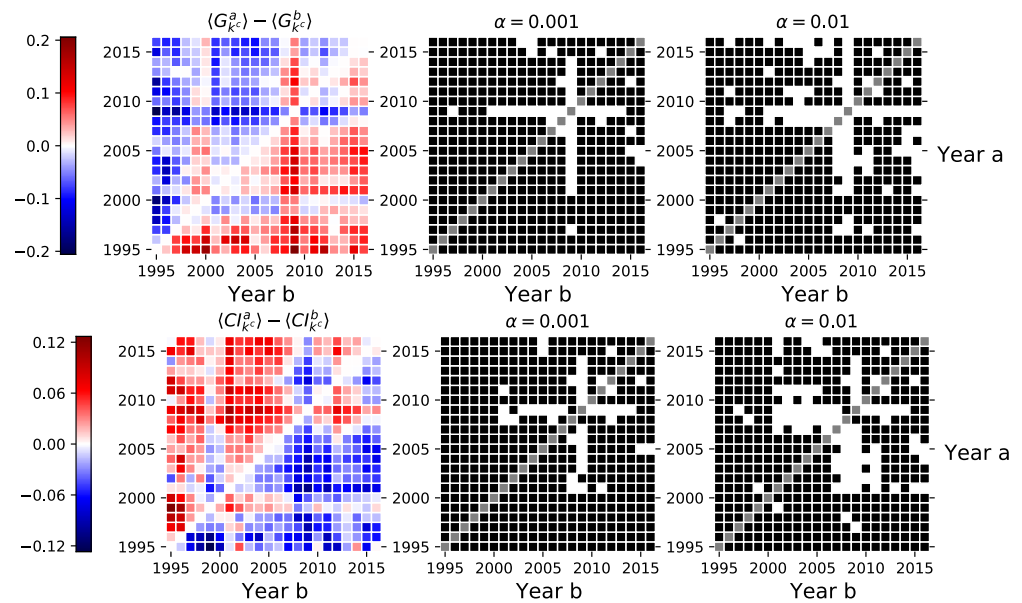 ⟨G^a_{k^c}⟩ − ⟨G^b_{k^c}⟩
α = 0.001
α = 0.01
0.2
0.1
0.0
−0.1
−0.2
2015
2010
2005
2000
1995
2015
2010
2005
2000
1995
2015
2010
2005
2000
1995
Year a
1995 2000 2005 2010 2015
1995 2000 2005 2010 2015
1995 2000 2005 2010 2015
Year b
Year b
Year b
⟨CI^a_{k^c}⟩ − ⟨CI^b_{k^c}⟩
α = 0.001
α = 0.01
0.12
0.06
0.00
−0.06
−0.12
2015
2010
2005
2000
1995
2015
2010
2005
2000
1995
2015
2010
2005
2000
1995
Year a
1995 2000 2005 2010 2015
1995 2000 2005 2010 2015
1995 2000 2005 2010 2015
Year b
Year b
Year b